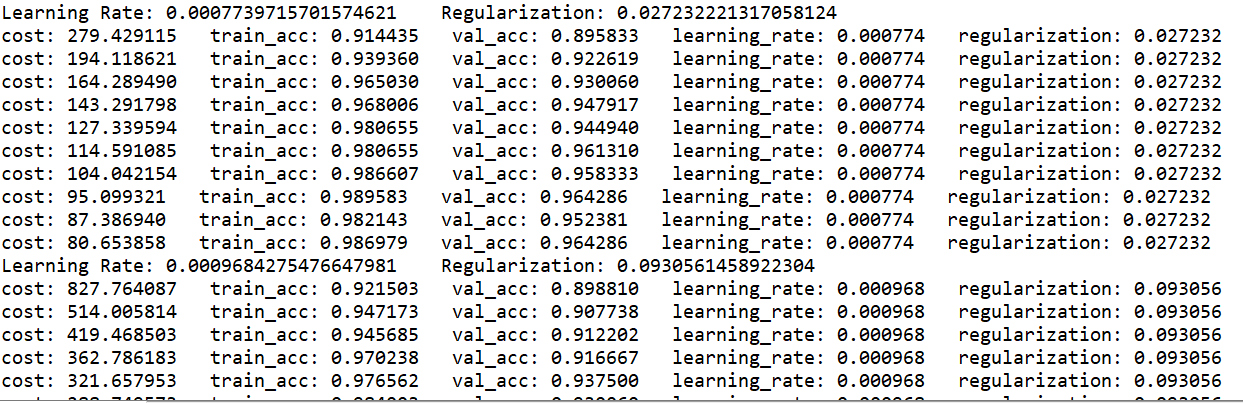 Learning Rate: 0.0007739715701574621    Regularization: 0.027232221317058124
cost: 279.429115   train_acc: 0.914435   val_acc: 0.895833   learning_rate: 0.000774   regularization: 0.027232
cost: 194.118621   train_acc: 0.939360   val_acc: 0.922619   learning_rate: 0.000774   regularization: 0.027232
cost: 164.289490   train_acc: 0.965030   val_acc: 0.930060   learning_rate: 0.000774   regularization: 0.027232
cost: 143.291798   train_acc: 0.968006   val_acc: 0.947917   learning_rate: 0.000774   regularization: 0.027232
cost: 127.339594   train_acc: 0.980655   val_acc: 0.944940   learning_rate: 0.000774   regularization: 0.027232
cost: 114.591085   train_acc: 0.980655   val_acc: 0.961310   learning_rate: 0.000774   regularization: 0.027232
cost: 104.042154   train_acc: 0.986607   val_acc: 0.958333   learning_rate: 0.000774   regularization: 0.027232
cost: 95.099321   train_acc: 0.989583   val_acc: 0.964286   learning_rate: 0.000774   regularization: 0.027232
cost: 87.386940   train_acc: 0.982143   val_acc: 0.952381   learning_rate: 0.000774   regularization: 0.027232
cost: 80.653858   train_acc: 0.986979   val_acc: 0.964286   learning_rate: 0.000774   regularization: 0.027232
Learning Rate: 0.0009684275476647981    Regularization: 0.0930561458922304
cost: 827.764087   train_acc: 0.921503   val_acc: 0.898810   learning_rate: 0.000968   regularization: 0.093056
cost: 514.005814   train_acc: 0.947173   val_acc: 0.907738   learning_rate: 0.000968   regularization: 0.093056
cost: 419.468503   train_acc: 0.945685   val_acc: 0.912202   learning_rate: 0.000968   regularization: 0.093056
cost: 362.786183   train_acc: 0.970238   val_acc: 0.916667   learning_rate: 0.000968   regularization: 0.093056
cost: 321.657953   train_acc: 0.976562   val_acc: 0.937500   learning_rate: 0.000968   regularization: 0.093056